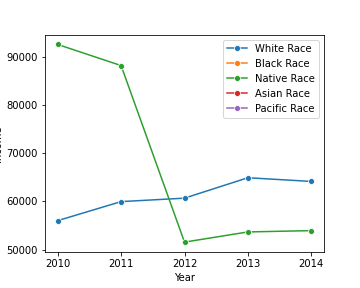 White Race
Black Race
Native Race
Asian Race
Pacific Race
90000
80000
70000
60000
50000
2010 2011 2012 2013 2014
Year